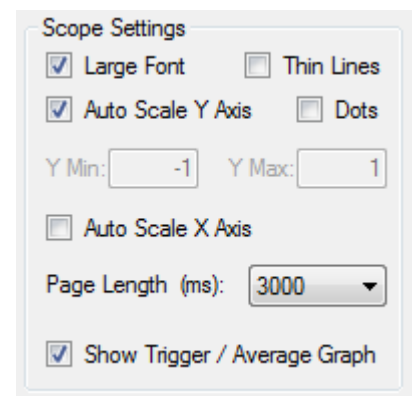 Scope Settings
Large Font Thin Lines
Auto Scale Y Axis Dots
Y Min: -1 Y Max: 1
Auto Scale X Axis
Page Length (ms): 3000
Show Trigger / Average Graph